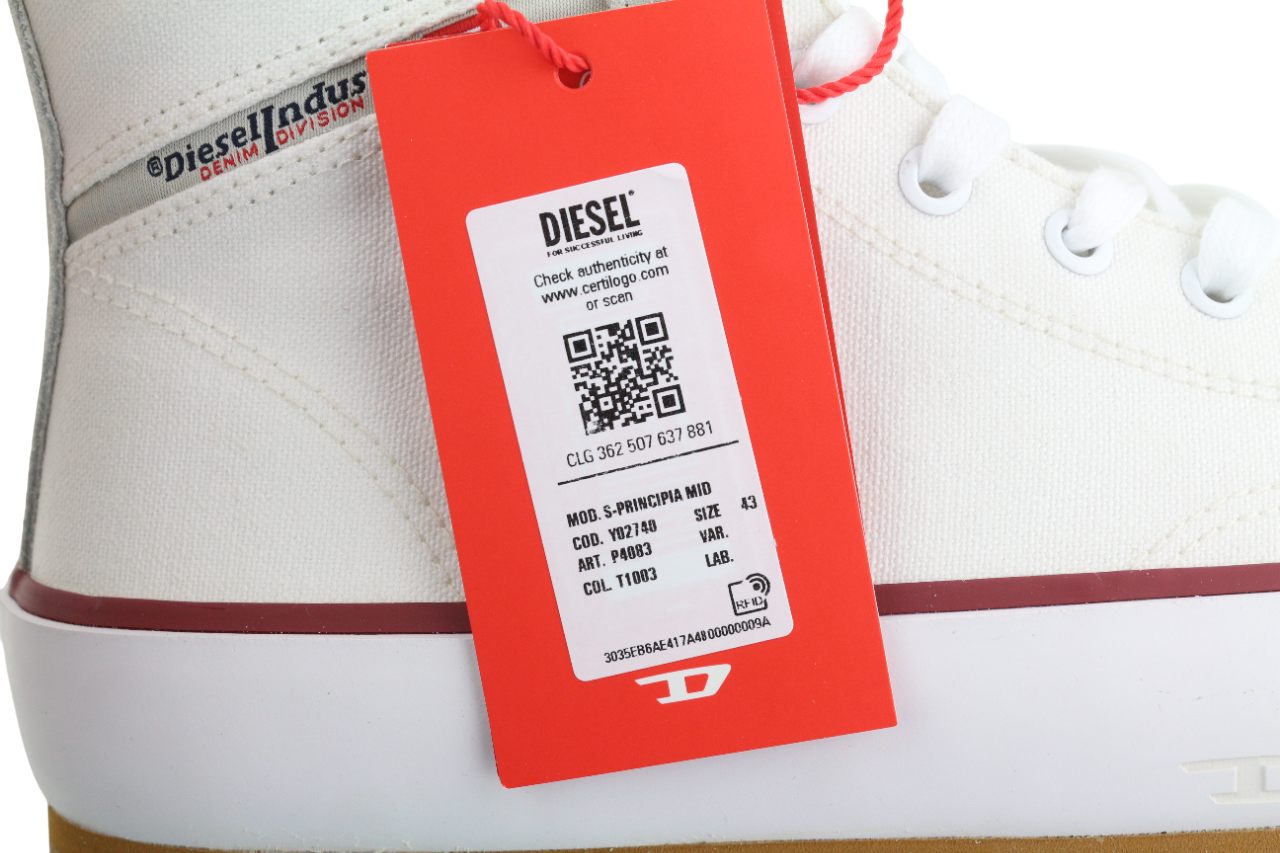 ®DieselIndus
DENIM DIVISION
DIESEL®
FOR SUCCESSFUL LIVING
Check authenticity at
www.certilogo.com
or scan
CLG 362 507 637 881
MOD. S-PRINCIPIA MID
COD. Y02740 SIZE 43
ART. P4083 VAR.
COL. T1003 LAB.
RFID
3035EB6AE417A4800000009A